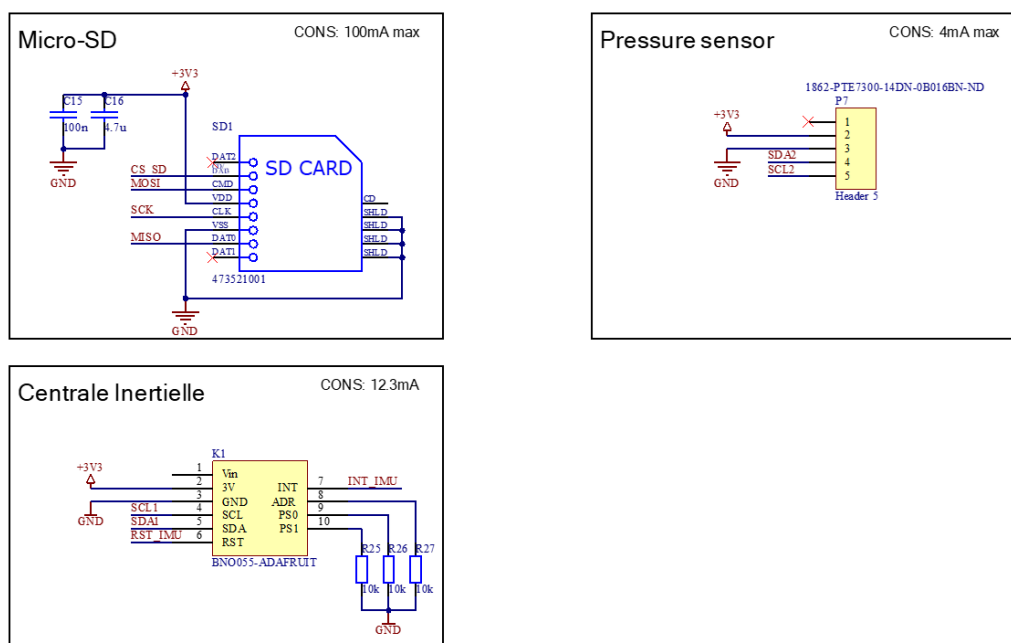 Micro-SD
CONS: 100mA max
+3V3
C15
C16
100n
4.7u
GND
SD1
SD CARD
DAT2
CS_SD
MOSI
CMD
VDD
SCK
CLK
VSS
MISO
DAT0
DAT1
CD
SHLD
SHLD
SHLD
SHLD
473521001
GND
Pressure sensor
CONS: 4mA max
1862-PTE7300-14DN-0B016BN-ND
P7
+3V3
1
2
3
SDA2
4
SCL2
5
GND
Header 5
Centrale Inertielle
CONS: 12.3mA
K1
+3V3
1
Vin
2
3V
3
GND
SCL1
4
SCL
SDA1
5
SDA
RST_IMU
6
RST
GND
INT
7
INT_IMU
ADR
8
PS0
9
PS1
10
BNO055-ADAFRUIT
R25
R26
R27
10k
10k
10k
GND